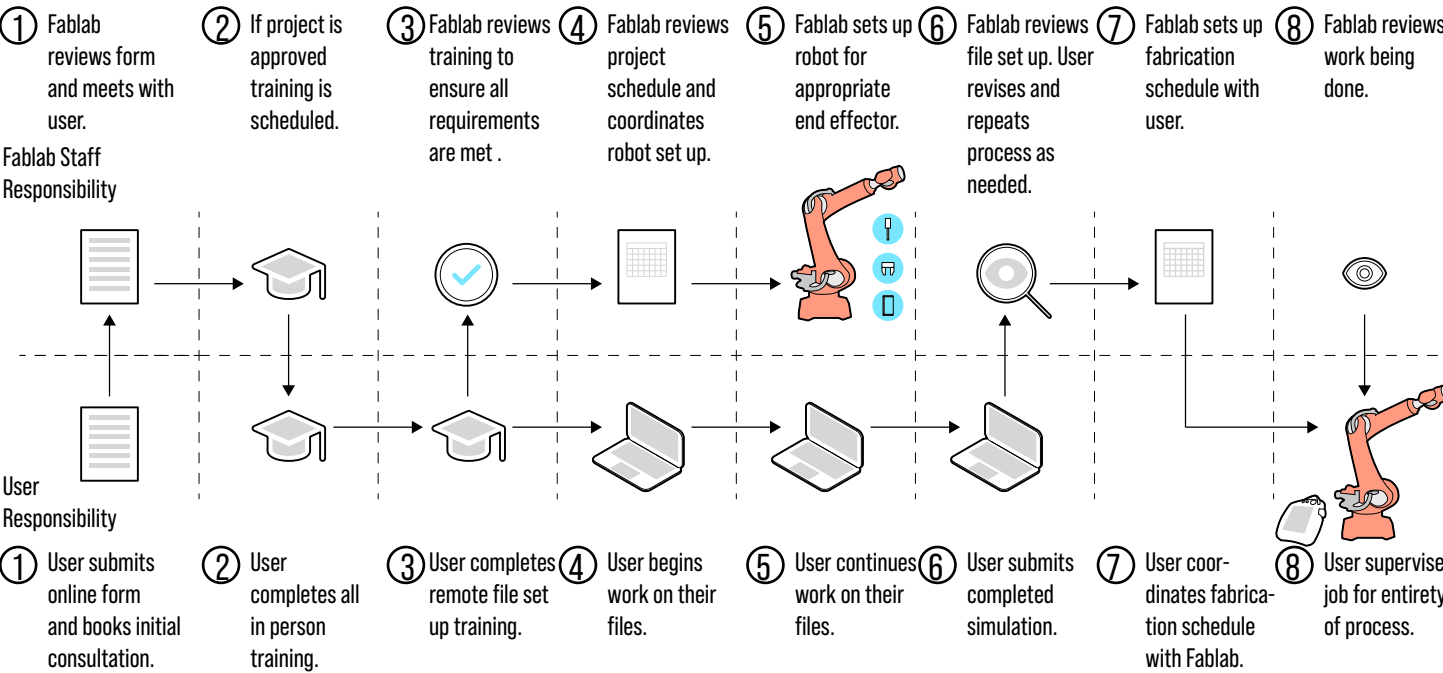 1 Fablab
reviews form
and meets with
user.
2 If project is
approved
training is
scheduled.
3 Fablab reviews
training to
ensure all
requirements
are met .
4 Fablab reviews
project
schedule and
coordinates
robot set up.
5 Fablab sets up
robot for
appropriate
end effector.
6 Fablab reviews
file set up. User
revises and
repeats
process as
needed.
7 Fablab sets up
fabrication
schedule with
user.
8 Fablab reviews
work being
done.
Fablab Staff
Responsibility
User
Responsibility
1 User submits
online form
and books initial
consultation.
2 User
completes all
in person
training.
3 User completes
remote file set
up training.
4 User begins
work on their
files.
5 User continues
work on their
files.
6 User submits
completed
simulation.
7 User coor-
dinates fabrica-
tion schedule
with Fablab.
8 User supervise
job for entirety
of process.